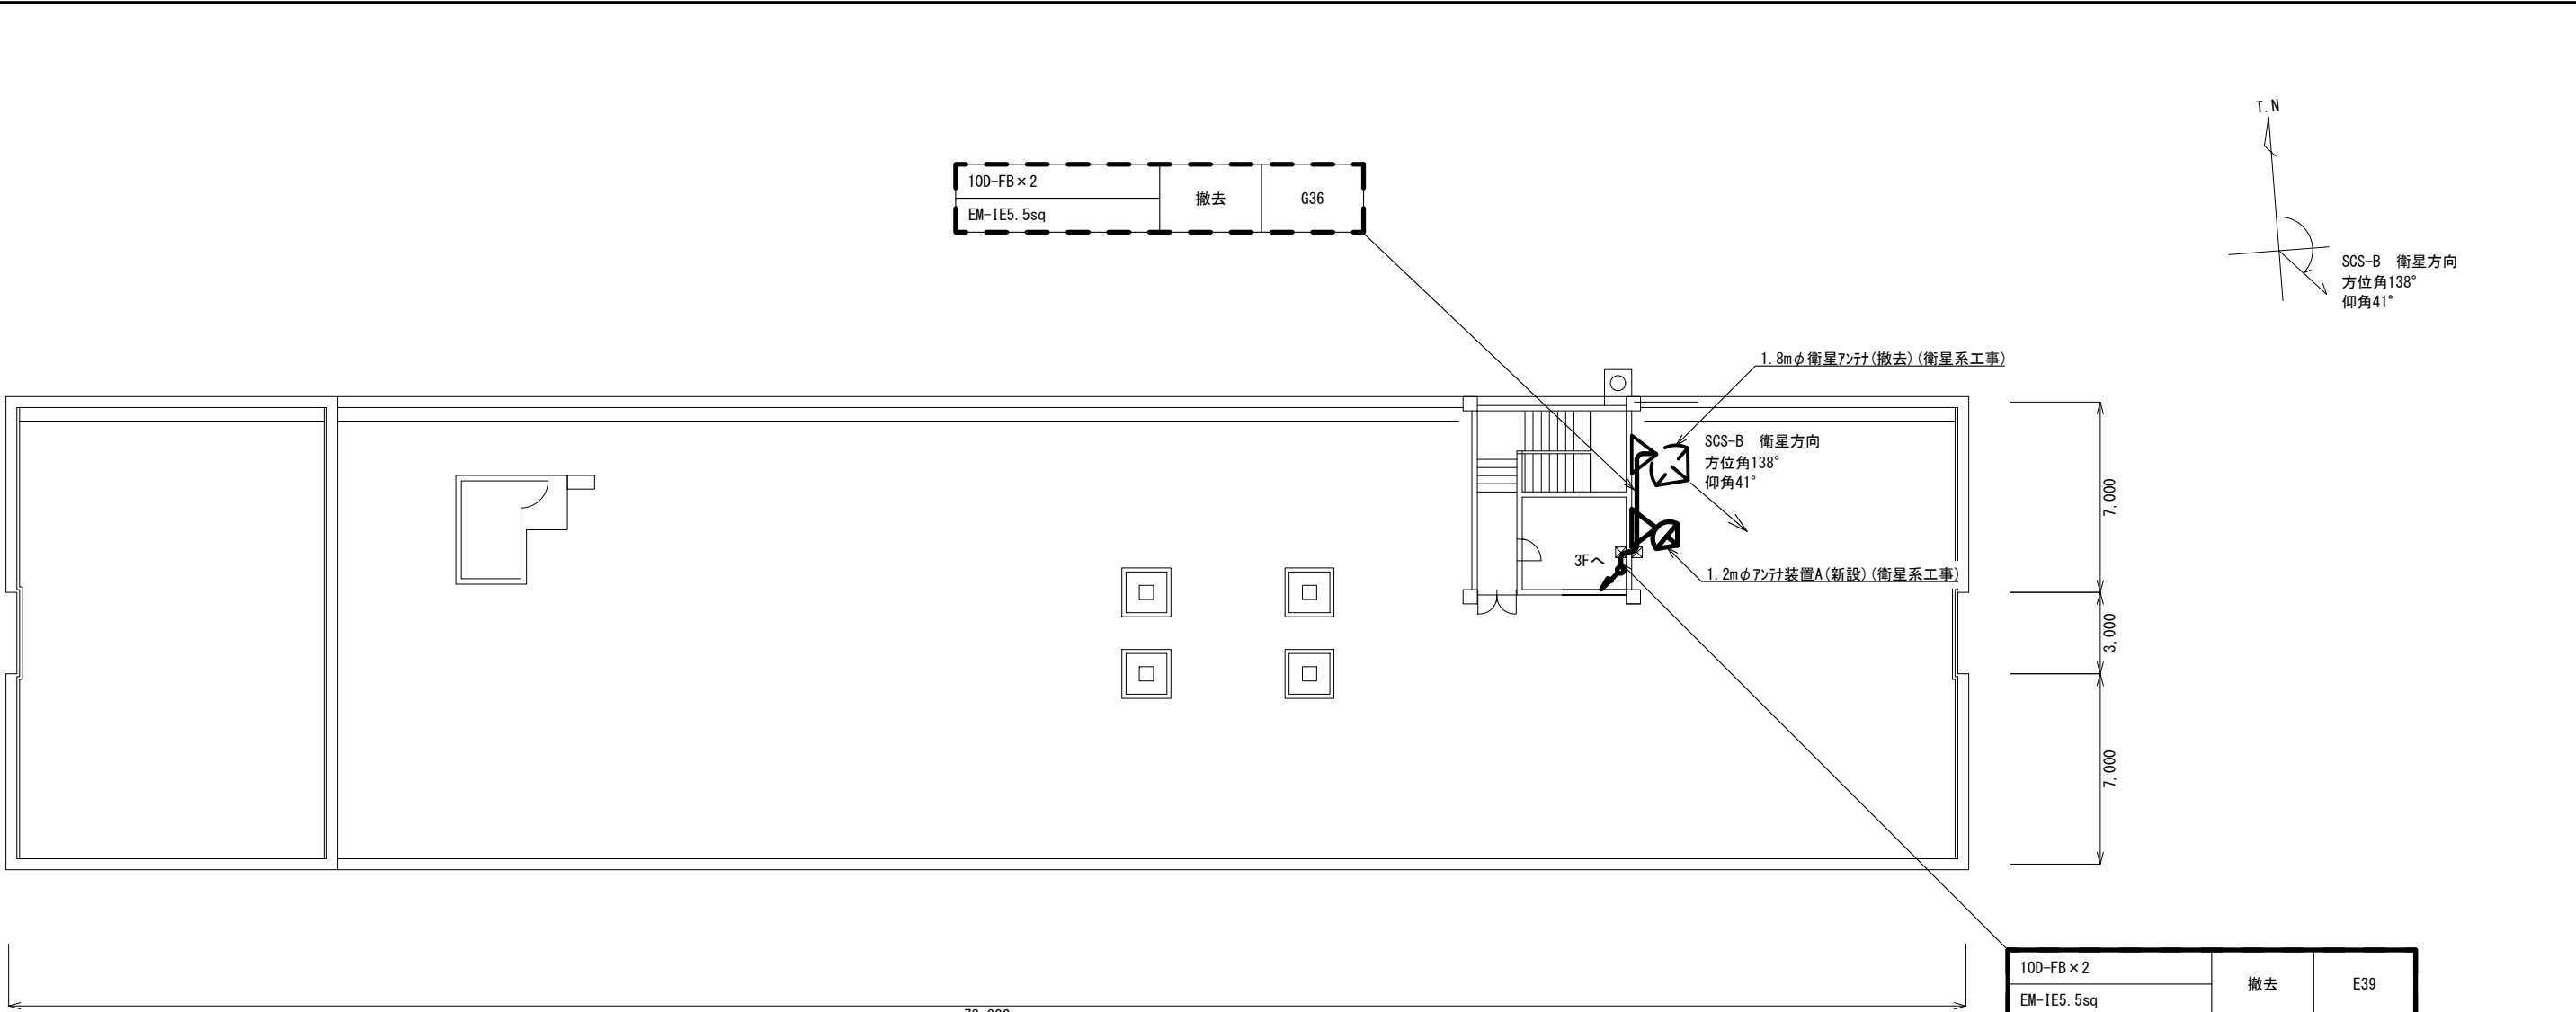 T.N
10D-FB×2
撤去
G36
EM-IE5.5sq
SCS-B 衛星方向
方位角138°
仰角41°
1.8mφ衛星ｱﾝﾃﾅ(撤去)(衛星系工事)
SCS-B 衛星方向
方位角138°
仰角41°
7,000
3Fへ
1.2mφｱﾝﾃﾅ装置A(新設)(衛星系工事)
3,000
7,000
10D-FB×2
撤去
E39
EM-IE5.5sq